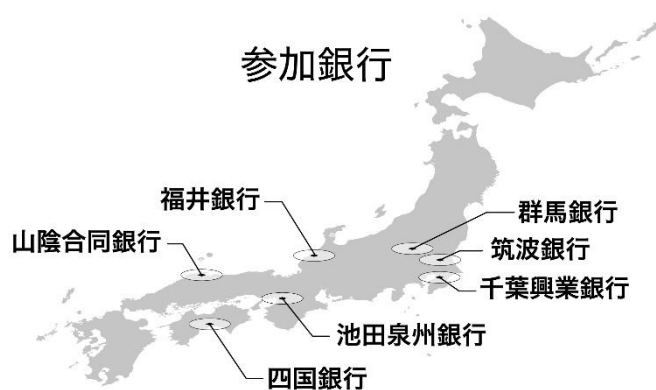 参加銀行
福井銀行
群馬銀行
山陰合同銀行
筑波銀行
千葉興業銀行
池田泉州銀行
四国銀行